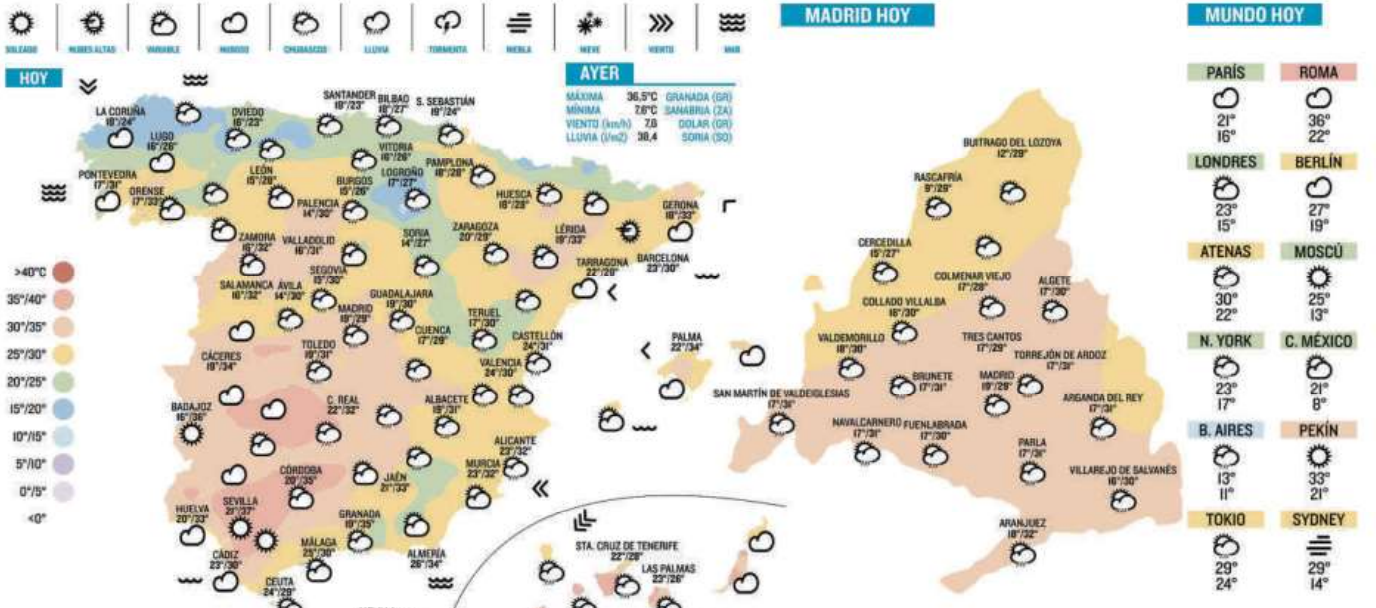 SOLEADO
NUBES ALTAS
VARIABLE
NUBOSO
CHUBASCOS
LLUVIA
TORMENTA
NIEBLA
NIEVE
VIENTO
MAR
HOY
AYER
MÁXIMA 36,5°C GRANADA (GR)
MÍNIMA 7,6°C SANABRIA (ZA)
VIENTO (km/h) 7,6 DOLAR (GR)
LLUVIA (l/m2) 38,4 SORIA (SO)
LA CORUÑA
18°/24°
LUGO
16°/26°
OVIEDO
16°/23°
SANTANDER
18°/23°
BILBAO
18°/27°
S. SEBASTIÁN
19°/24°
PONTEVEDRA
17°/31°
ORENSE
17°/33°
LEÓN
15°/28°
VITORIA
16°/26°
BURGOS
15°/26°
LOGROÑO
17°/27°
PAMPLONA
18°/28°
PALENCIA
14°/30°
HUESCA
18°/28°
GERONA
18°/33°
ZAMORA
16°/32°
VALLADOLID
16°/31°
SORIA
14°/27°
ZARAGOZA
20°/29°
LÉRIDA
19°/33°
BARCELONA
23°/30°
TARRAGONA
22°/29°
SEGOVIA
15°/30°
SALAMANCA
16°/32°
ÁVILA
14°/30°
MADRID
19°/29°
GUADALAJARA
19°/30°
TERUEL
17°/30°
CUENCA
17°/29°
CASTELLÓN
24°/31°
TOLEDO
19°/31°
CÁCERES
19°/34°
VALENCIA
24°/30°
PALMA
22°/34°
BADAJOZ
16°/36°
C. REAL
22°/32°
ALBACETE
19°/31°
ALICANTE
23°/32°
MURCIA
23°/32°
CÓRDOBA
20°/35°
JAÉN
21°/33°
HUELVA
20°/33°
SEVILLA
21°/37°
GRANADA
19°/35°
MÁLAGA
25°/30°
ALMERÍA
26°/34°
CÁDIZ
23°/30°
CEUTA
24°/29°
STA. CRUZ DE TENERIFE
22°/28°
LAS PALMAS
23°/26°
>40°C
35°/40°
30°/35°
25°/30°
20°/25°
15°/20°
10°/15°
5°/10°
0°/5°
<0°
MADRID HOY
BUITRAGO DEL LOZOYA
12°/29°
RASCAFRÍA
9°/29°
CERCEDILLA
15°/27°
COLMENAR VIEJO
17°/28°
ALGETE
17°/30°
COLLADO VILLALBA
16°/30°
VALDEMORILLO
18°/30°
TRES CANTOS
17°/29°
TORREJÓN DE ARDOZ
17°/31°
SAN MARTÍN DE VALDEIGLESIAS
17°/31°
BRUNETE
17°/31°
MADRID
19°/29°
ARGANDA DEL REY
17°/31°
NAVALCARNERO
17°/31°
FUENLABRADA
17°/30°
PARLA
17°/31°
VILLAREJO DE SALVANÉS
16°/30°
ARANJUEZ
18°/32°
MUNDO HOY
PARÍS
21°
16°
ROMA
36°
22°
LONDRES
23°
15°
BERLÍN
27°
19°
ATENAS
30°
22°
MOSCÚ
25°
13°
N. YORK
23°
17°
C. MÉXICO
21°
8°
B. AIRES
13°
11°
PEKÍN
33°
21°
TOKIO
29°
24°
SYDNEY
29°
14°